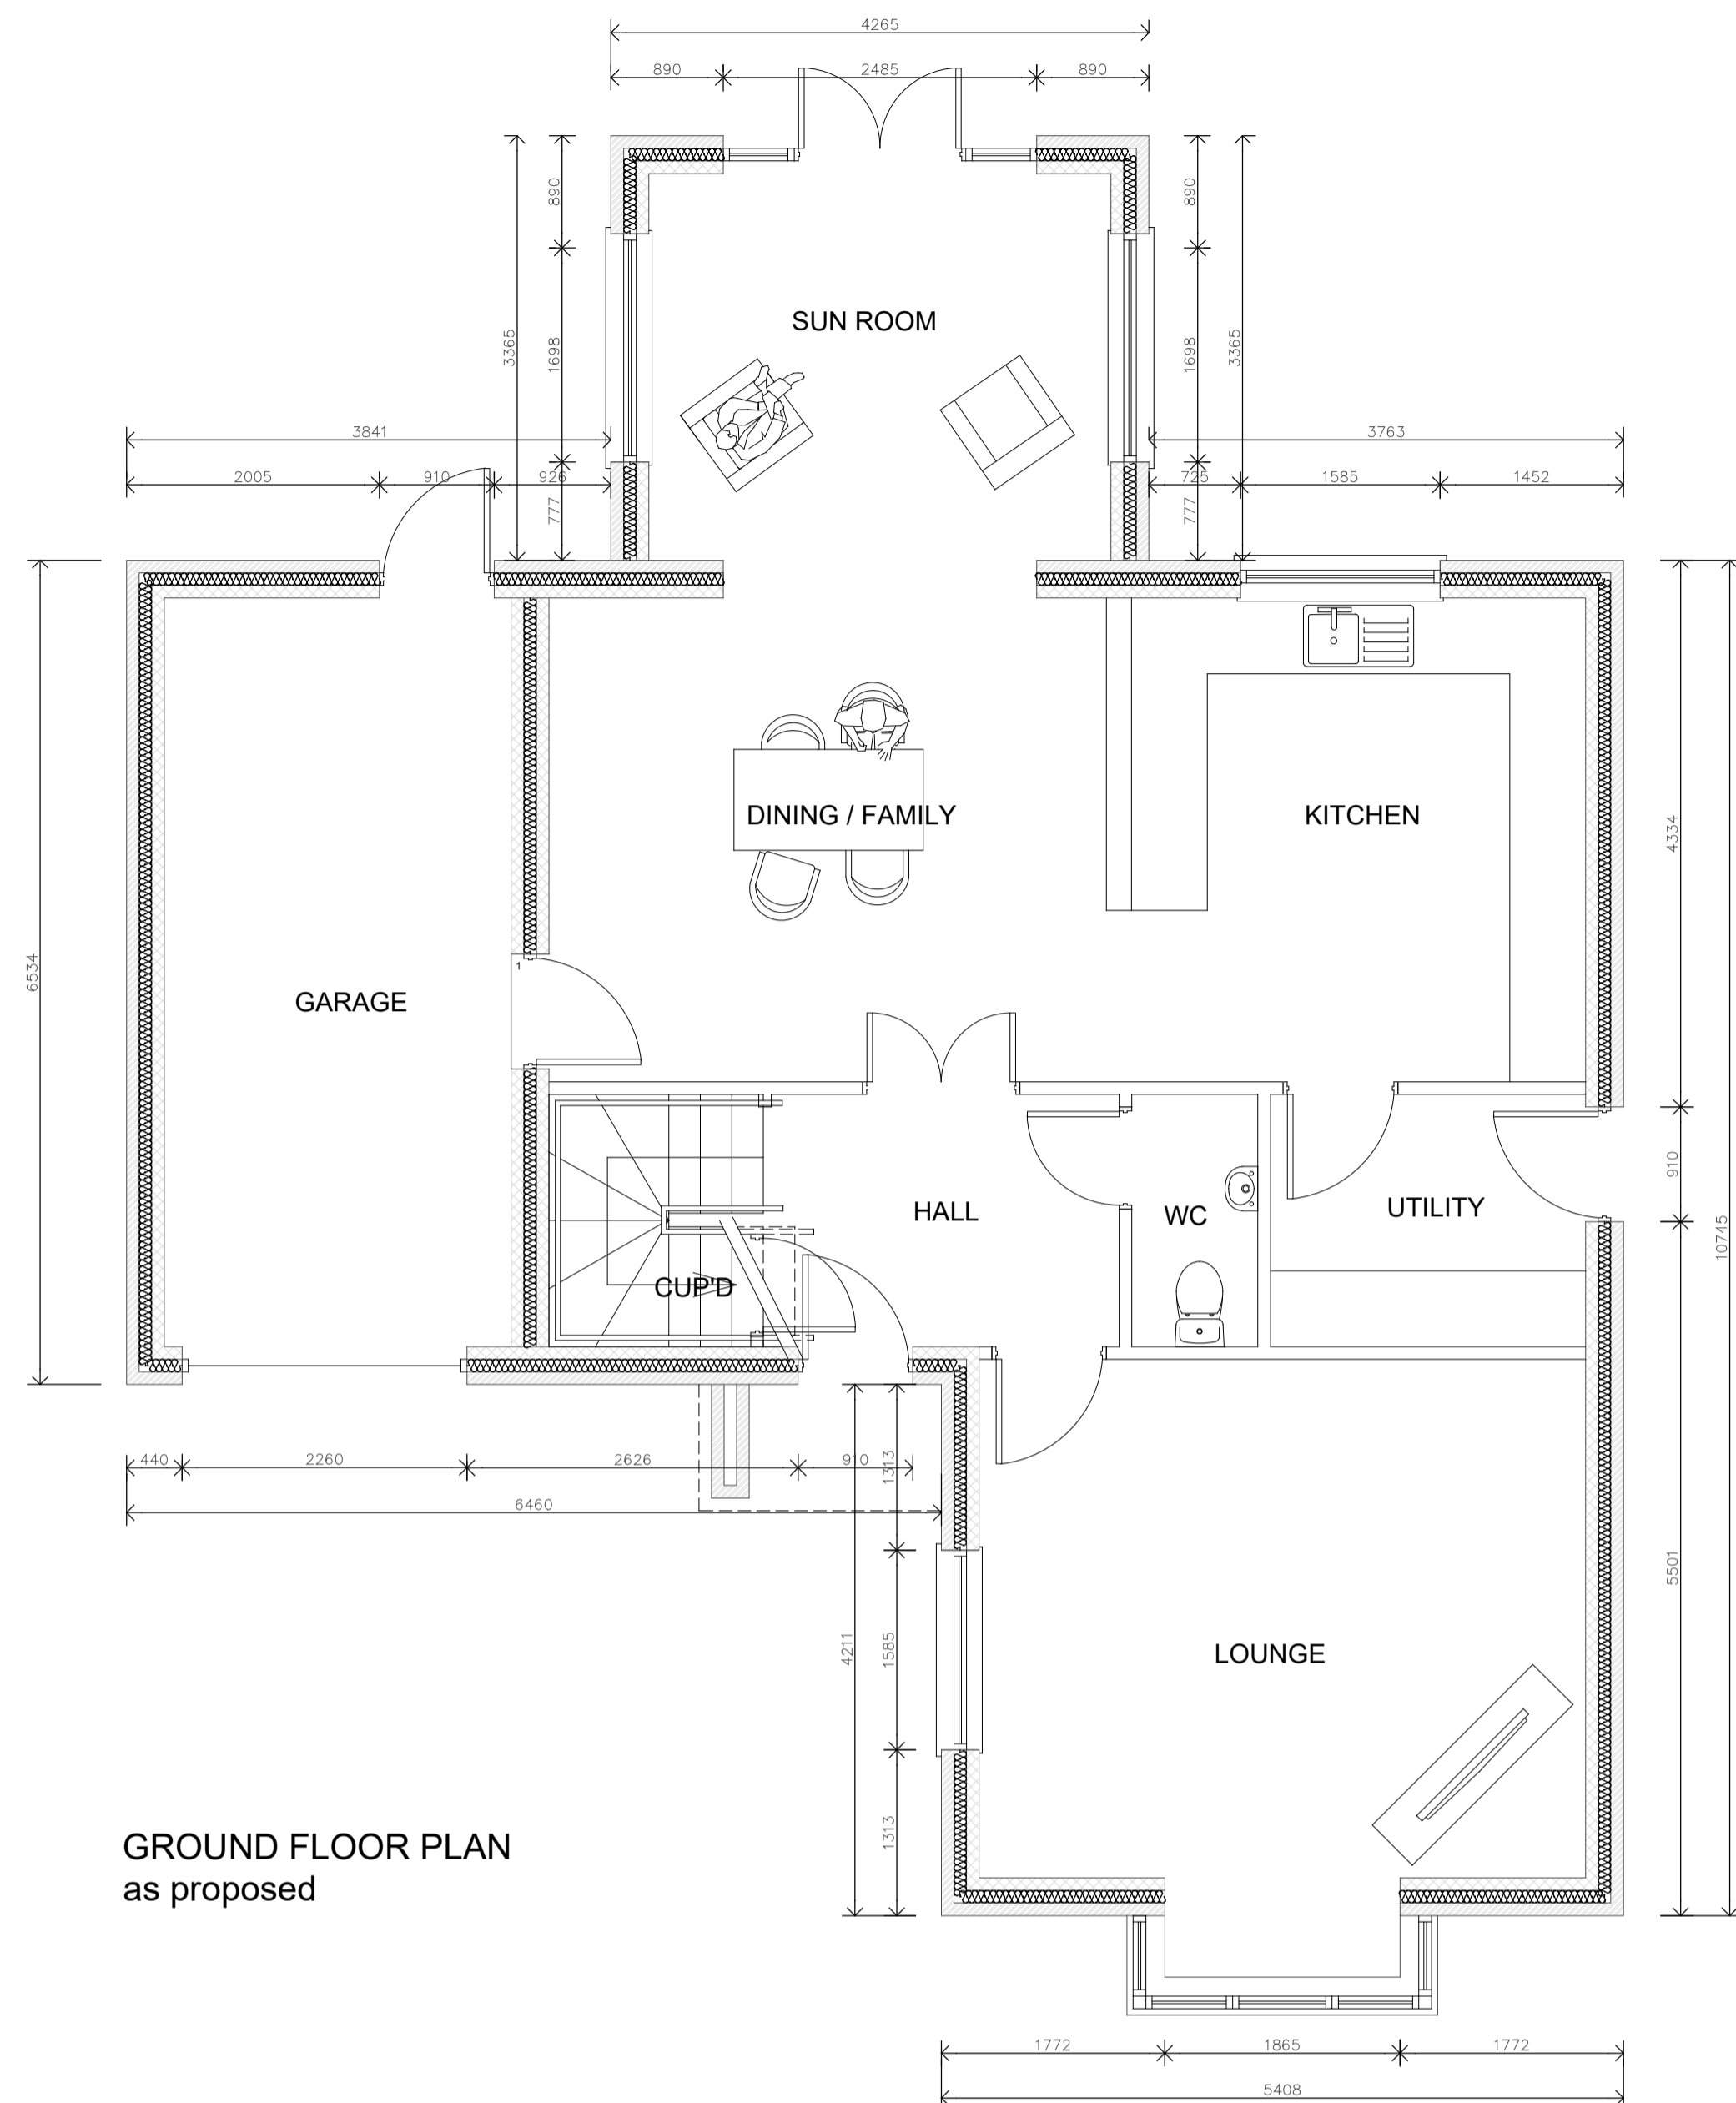 4265
890 2485 890
890
890
SUN ROOM
3365
1698
1698
3365
3841
3763
2005 910 926
725 1585 1452
777
777
DINING / FAMILY
KITCHEN
4334
6534
1
GARAGE
910
HALL
WC
UTILITY
10745
CUP'D
440 2260 2626 910
1313
6460
5501
4211
1585
LOUNGE
1313
GROUND FLOOR PLAN
as proposed
1772 1865 1772
5408